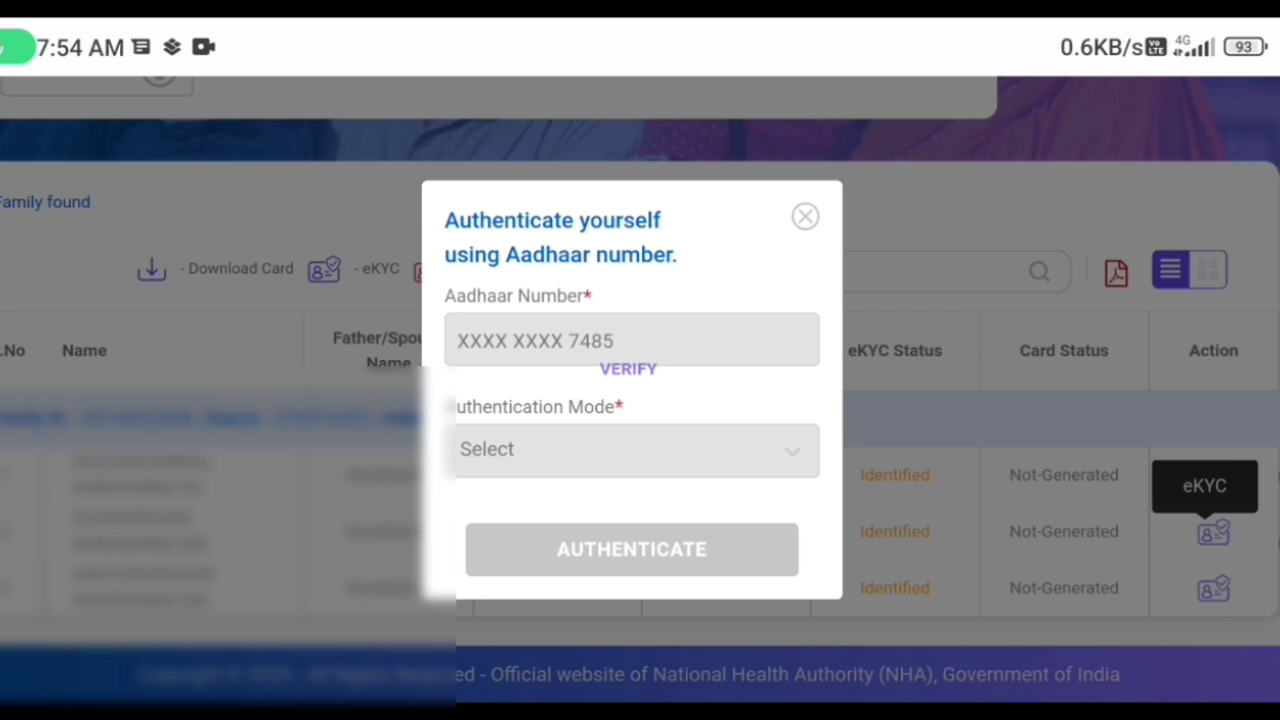 7:54 AM
0.6KB/s
Vo LTE
4G
93
Family found
- Download Card
- eKYC
Authenticate yourself
using Aadhaar number.
Aadhaar Number*
XXXX XXXX 7485
VERIFY
uthentication Mode*
Select
AUTHENTICATE
.No
Name
Father/Spou
Name
eKYC Status
Card Status
Action
Identified
Not-Generated
eKYC
Identified
Not-Generated
Identified
Not-Generated
ed - Official website of National Health Authority (NHA), Government of India